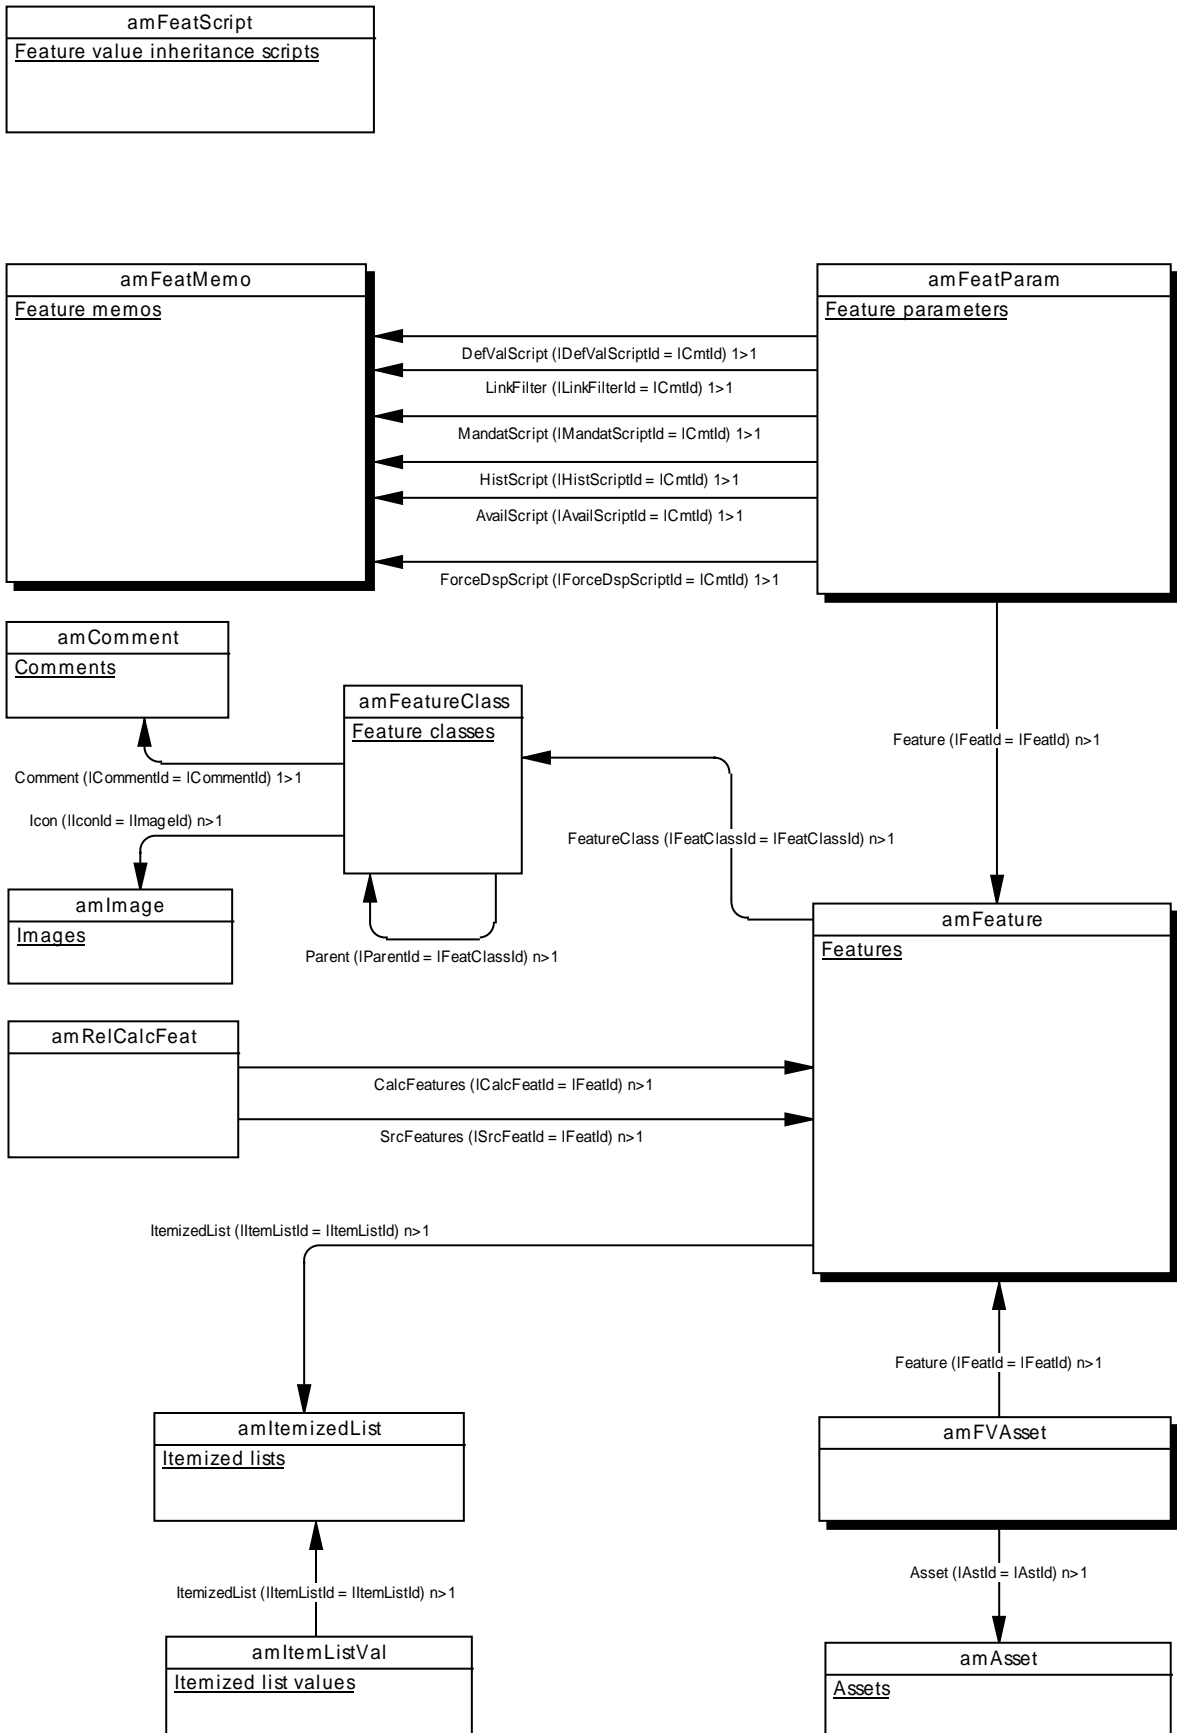 amFeatScript
Feature value inheritance scripts
amFeatMemo
Feature memos
amFeatParam
Feature parameters
DefValScript (lDefValScriptId = lCmtId) 1>1
LinkFilter (lLinkFilterId = lCmtId) 1>1
MandatScript (lMandatScriptId = lCmtId) 1>1
HistScript (lHistScriptId = lCmtId) 1>1
AvailScript (lAvailScriptId = lCmtId) 1>1
ForceDspScript (lForceDspScriptId = lCmtId) 1>1
amComment
Comments
amFeatureClass
Feature classes
Feature (lFeatId = lFeatId) n>1
Comment (lCommentId = lCommentId) 1>1
Icon (lIconId = lImageId) n>1
FeatureClass (lFeatClassId = lFeatClassId) n>1
amImage
Images
amFeature
Features
Parent (lParentId = lFeatClassId) n>1
amRelCalcFeat
CalcFeatures (lCalcFeatId = lFeatId) n>1
SrcFeatures (lSrcFeatId = lFeatId) n>1
ItemizedList (lItemListId = lItemListId) n>1
Feature (lFeatId = lFeatId) n>1
amItemizedList
Itemized lists
amFVAsset
Asset (lAstId = lAstId) n>1
ItemizedList (lItemListId = lItemListId) n>1
amItemListVal
Itemized list values
amAsset
Assets